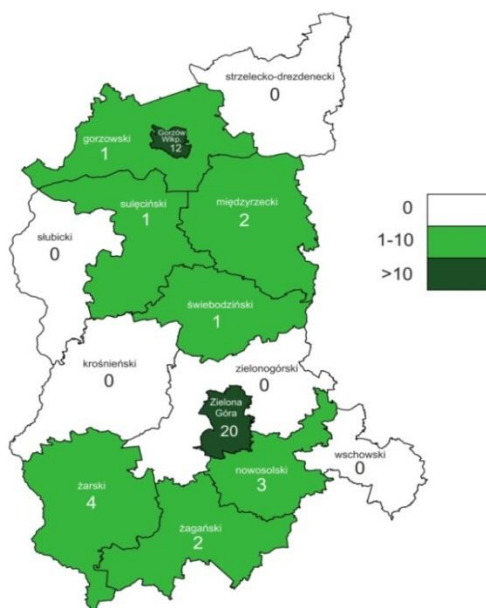 strzelecko-drezdenecki
0
Gorzów
Wlkp.
12
gorzowski
1
0
1-10
>10
sulęciński
1
międzyrzecki
2
słubicki
0
świebodziński
1
krośnieński
0
zielonogórski
0
Zielona
Góra
20
wschowski
0
nowosolski
3
żarski
4
żagański
2